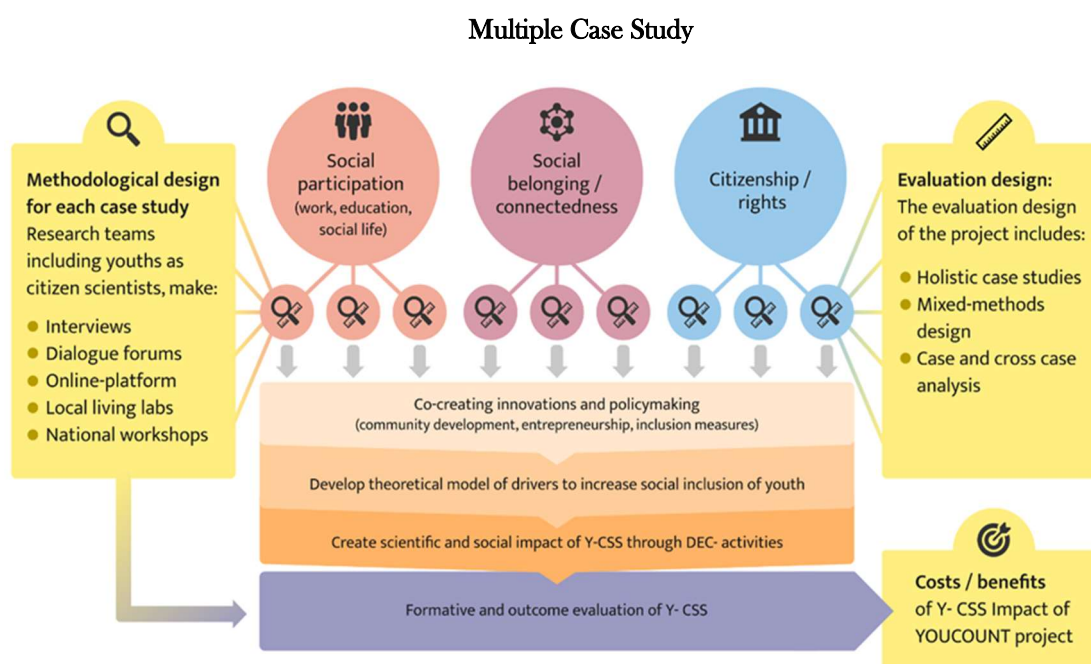 Multiple Case Study
Methodological design
for each case study
Research teams
including youths as
citizen scientists, make:
Interviews
Dialogue forums
Online-platform
Local living labs
National workshops
Social
participation
(work, education,
social life)
Social
belonging /
connectedness
Citizenship /
rights
Evaluation design:
The evaluation design
of the project includes:
Holistic case studies
Mixed-methods
design
Case and cross case
analysis
Co-creating innovations and policymaking
(community development, entrepreneurship, inclusion measures)
Develop theoretical model of drivers to increase social inclusion of youth
Create scientific and social impact of Y-CSS through DEC- activities
Formative and outcome evaluation of Y- CSS
Costs / benefits
of Y- CSS Impact of
YOUCOUNT project